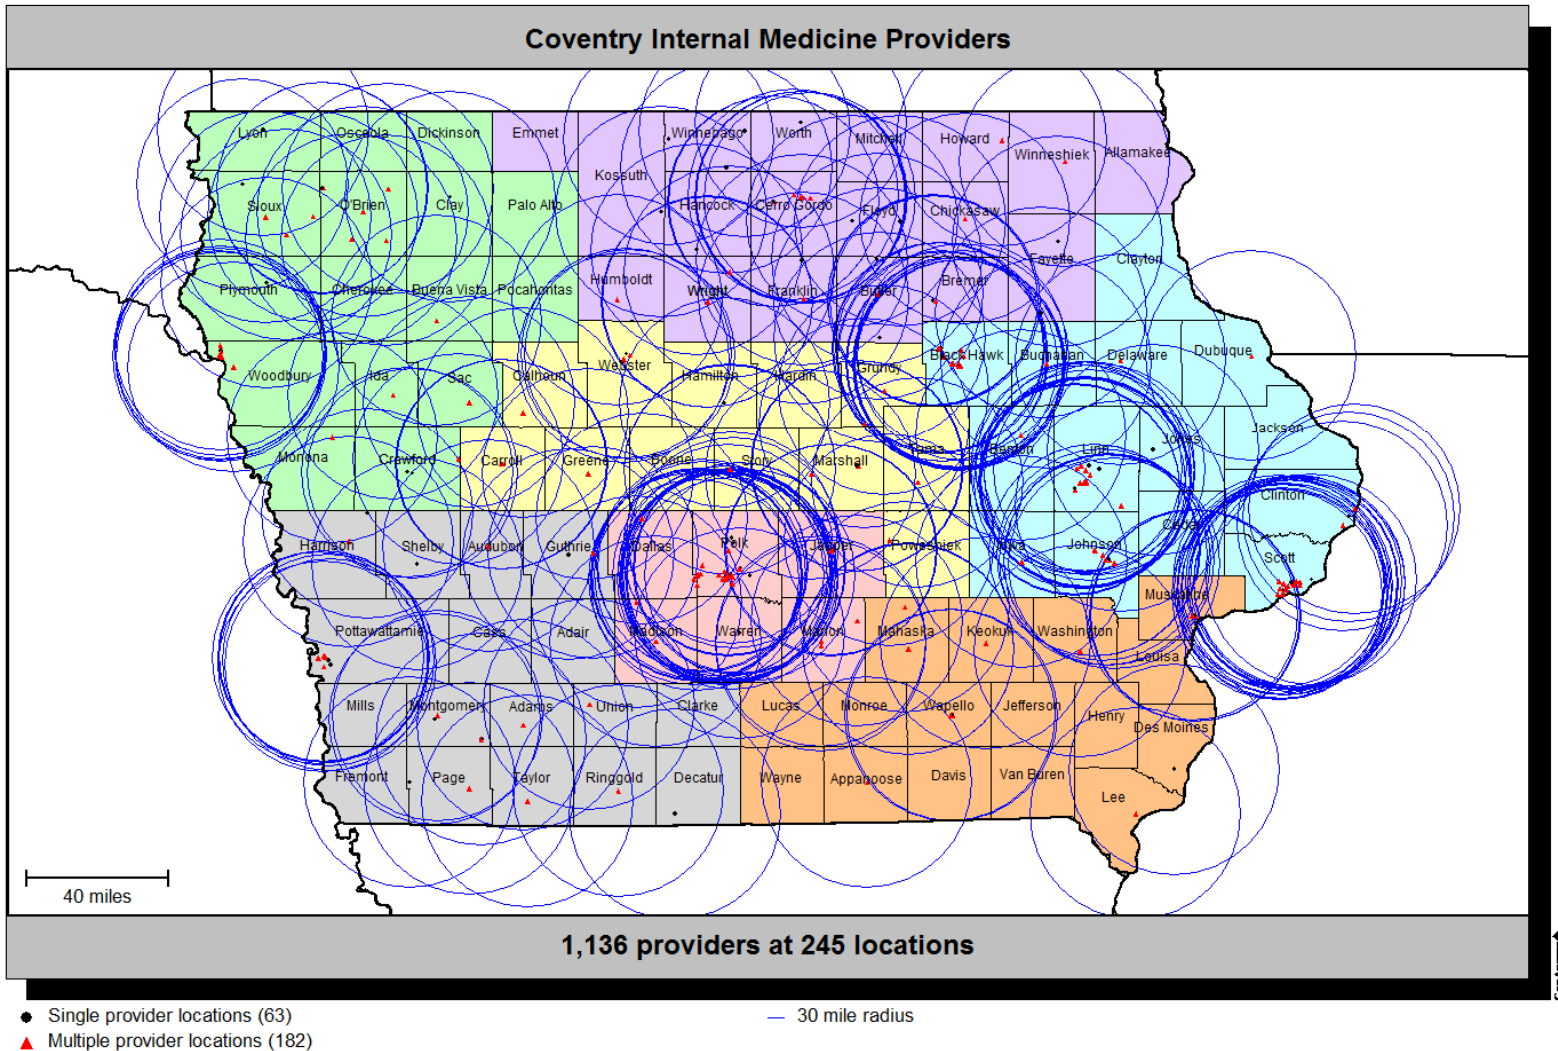 Coventry Internal Medicine Providers
Lyon Osceola Dickinson Emmet Winnebago Worth Mitchell Howard Winneshiek Allamakee
Kossuth
Sioux O'Brien Clay Palo Alto Hancock Cerro Gordo Floyd Chickasaw
Fayette Clayton
Plymouth Cherokee Buena Vista Pocahontas Humboldt Wright Franklin Butler Bremer
Woodbury Ida Sac Calhoun Webster Hamilton Hardin Grundy Black Hawk Buchanan Delaware Dubuque
Monona Crawford Carroll Greene Boone Story Marshall Tama Benton Linn Jones Jackson
Clinton
Harrison Shelby Audubon Guthrie Dallas Polk Jasper Poweshiek Iowa Johnson Cedar Scott
Muscatine
Pottawattamie Cass Adair Madison Warren Marion Mahaska Keokuk Washington Louisa
Mills Montgomery Adams Union Clarke Lucas Monroe Wapello Jefferson Henry Des Moines
Fremont Page Taylor Ringgold Decatur Wayne Appanoose Davis Van Buren Lee
40 miles
1,136 providers at 245 locations
Single provider locations (63)
30 mile radius
Multiple provider locations (182)